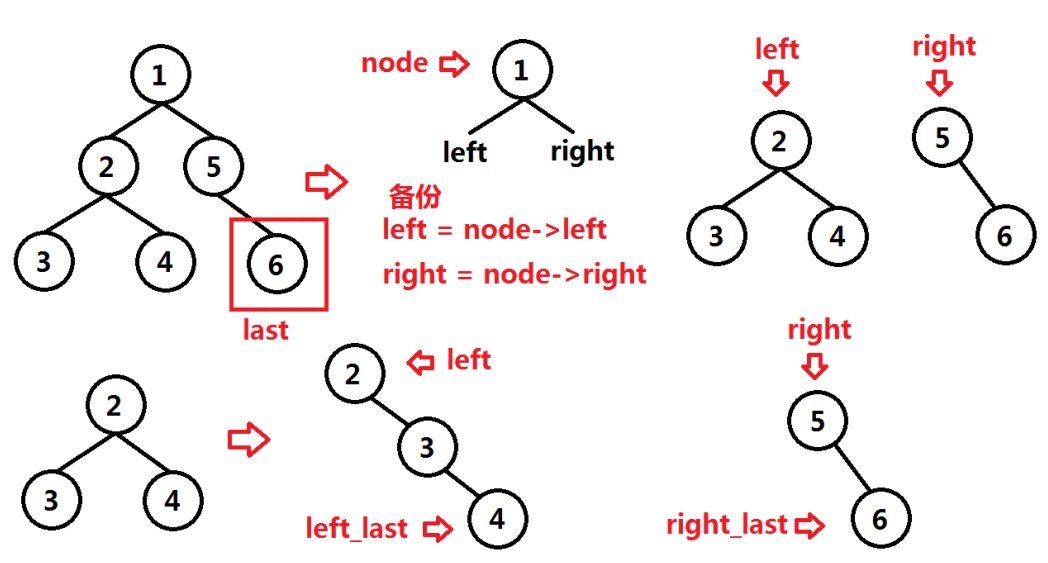 1
2
5
3
4
6
last
node
1
left
right
备份
left = node->left
right = node->right
left
2
3
4
right
5
6
2
3
4
2
left
3
left_last
4
right
5
right_last
6